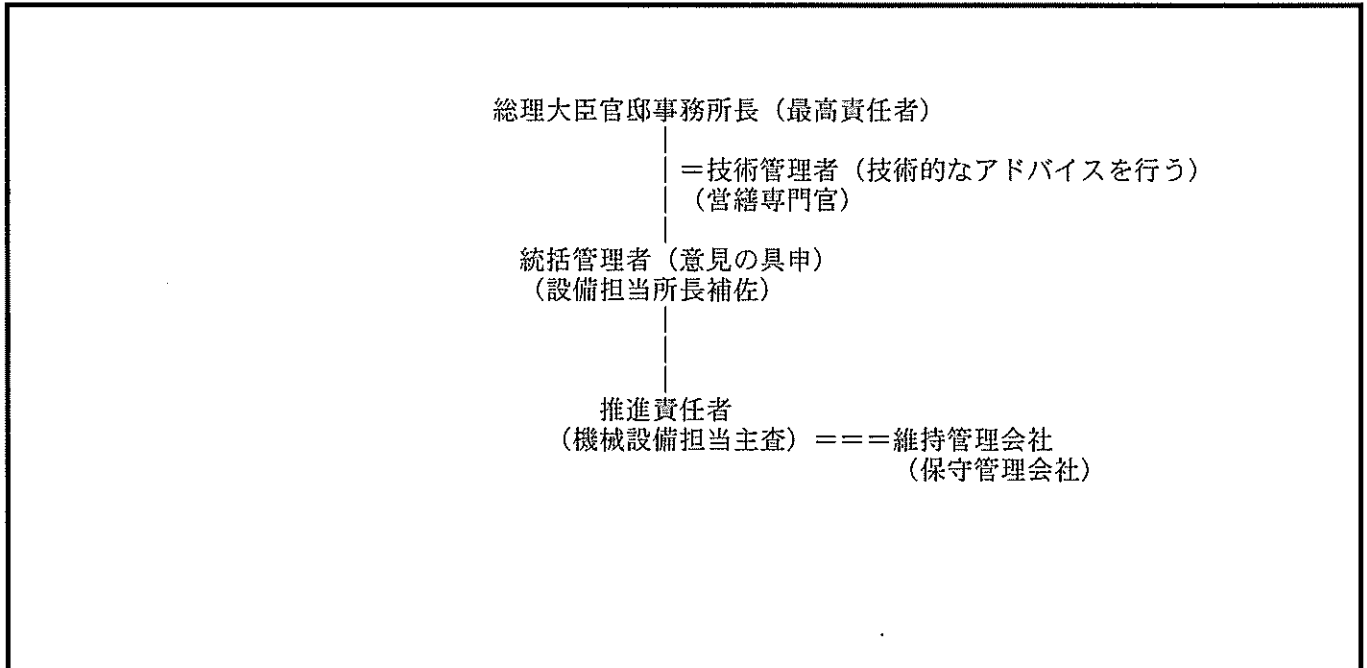 総理大臣官邸事務所長（最高責任者）
＝技術管理者（技術的なアドバイスを行う）
（営繕専門官）
統括管理者（意見の具申）
（設備担当所長補佐）
推進責任者
（機械設備担当主査）＝＝＝維持管理会社
（保守管理会社）